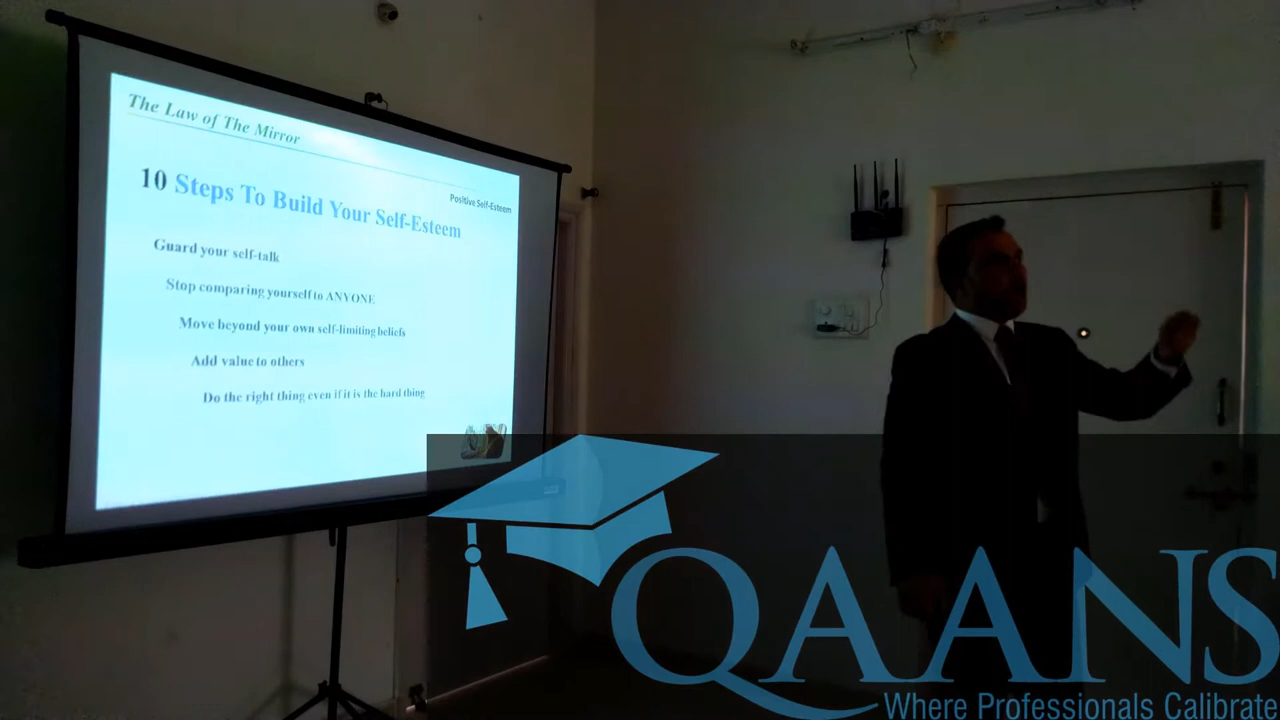 The Law of The Mirror
Positive Self-Esteem
10 Steps To Build Your Self-Esteem
Guard your self-talk
Stop comparing yourself to ANYONE
Move beyond your own self-limiting beliefs
Add value to others
Do the right thing even if it is the hard thing
QAANS
Where Professionals Calibrate